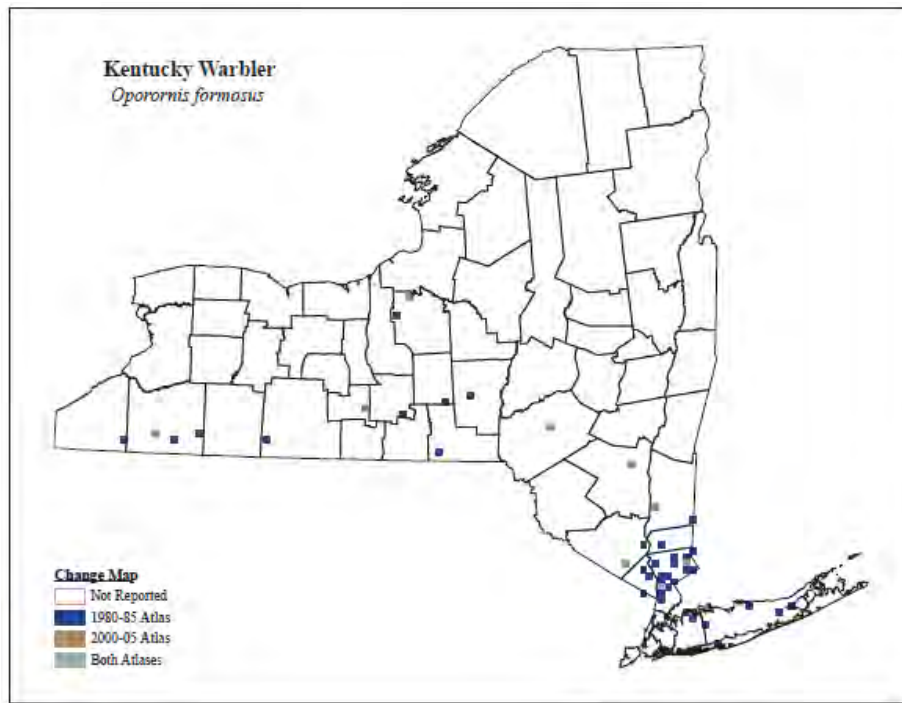 Kentucky Warbler
Oporornis formosus
Change Map
Not Reported
1980-85 Atlas
2000-05 Atlas
Both Atlases